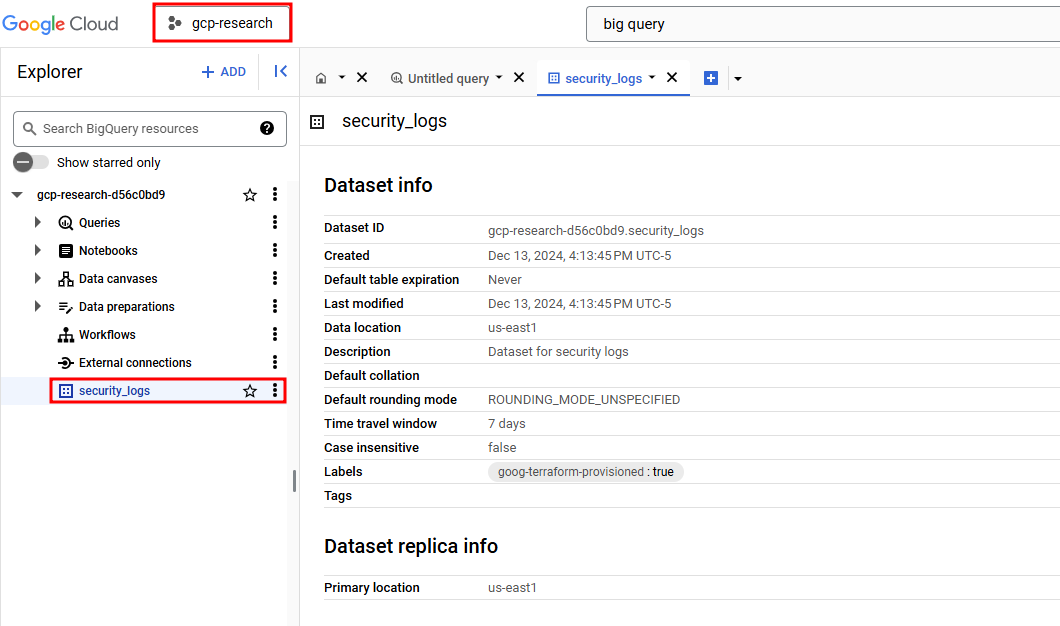 Google Cloud
gcp-research
big query
Explorer
ADD
Untitled query
security_logs
Search BigQuery resources
?
security_logs
Show starred only
gcp-research-d56c0bd9
Queries
Notebooks
Data canvases
Data preparations
Workflows
External connections
security_logs
Dataset info
Dataset ID gcp-research-d56c0bd9.security_logs
Created Dec 13, 2024, 4:13:45 PM UTC-5
Default table expiration Never
Last modified Dec 13, 2024, 4:13:45 PM UTC-5
Data location us-east1
Description Dataset for security logs
Default collation
Default rounding mode ROUNDING_MODE_UNSPECIFIED
Time travel window 7 days
Case insensitive false
Labels goog-terraform-provisioned : true
Tags
Dataset replica info
Primary location us-east1